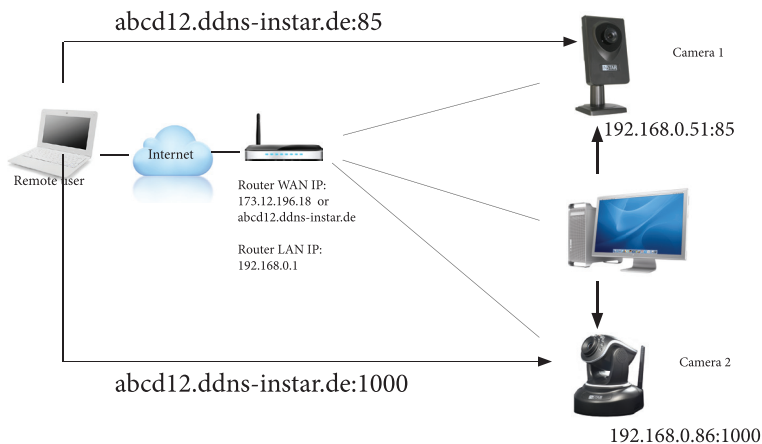 abcd12.ddns-instar.de:85
Camera 1
192.168.0.51:85
Internet
Remote user
Router WAN IP:
173.12.196.18 or
abcd12.ddns-instar.de
Router LAN IP:
192.168.0.1
Camera 2
abcd12.ddns-instar.de:1000
192.168.0.86:1000